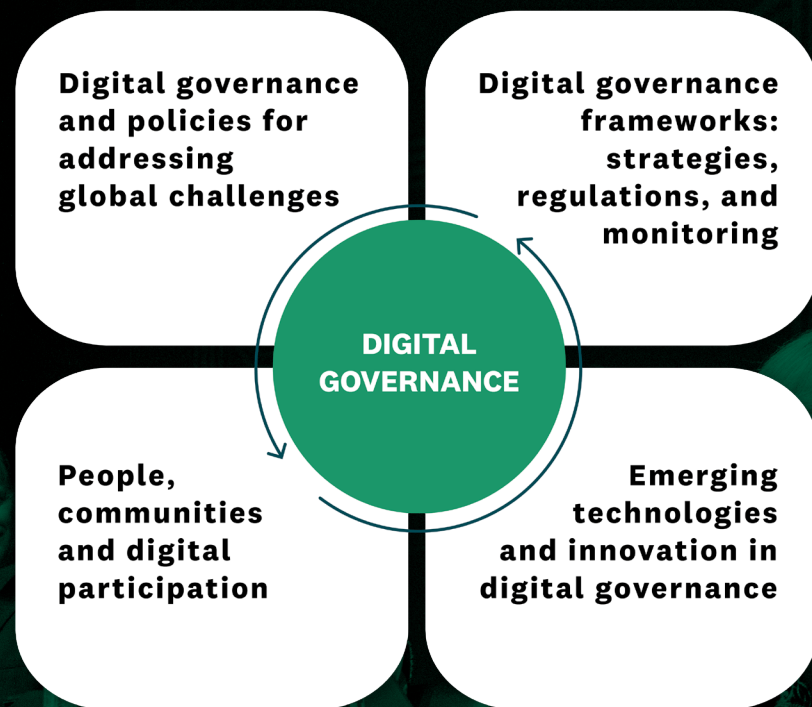 Digital governance
and policies for
addressing
global challenges
Digital governance
frameworks:
strategies,
regulations, and
monitoring
DIGITAL
GOVERNANCE
People,
communities
and digital
participation
Emerging
technologies
and innovation in
digital governance